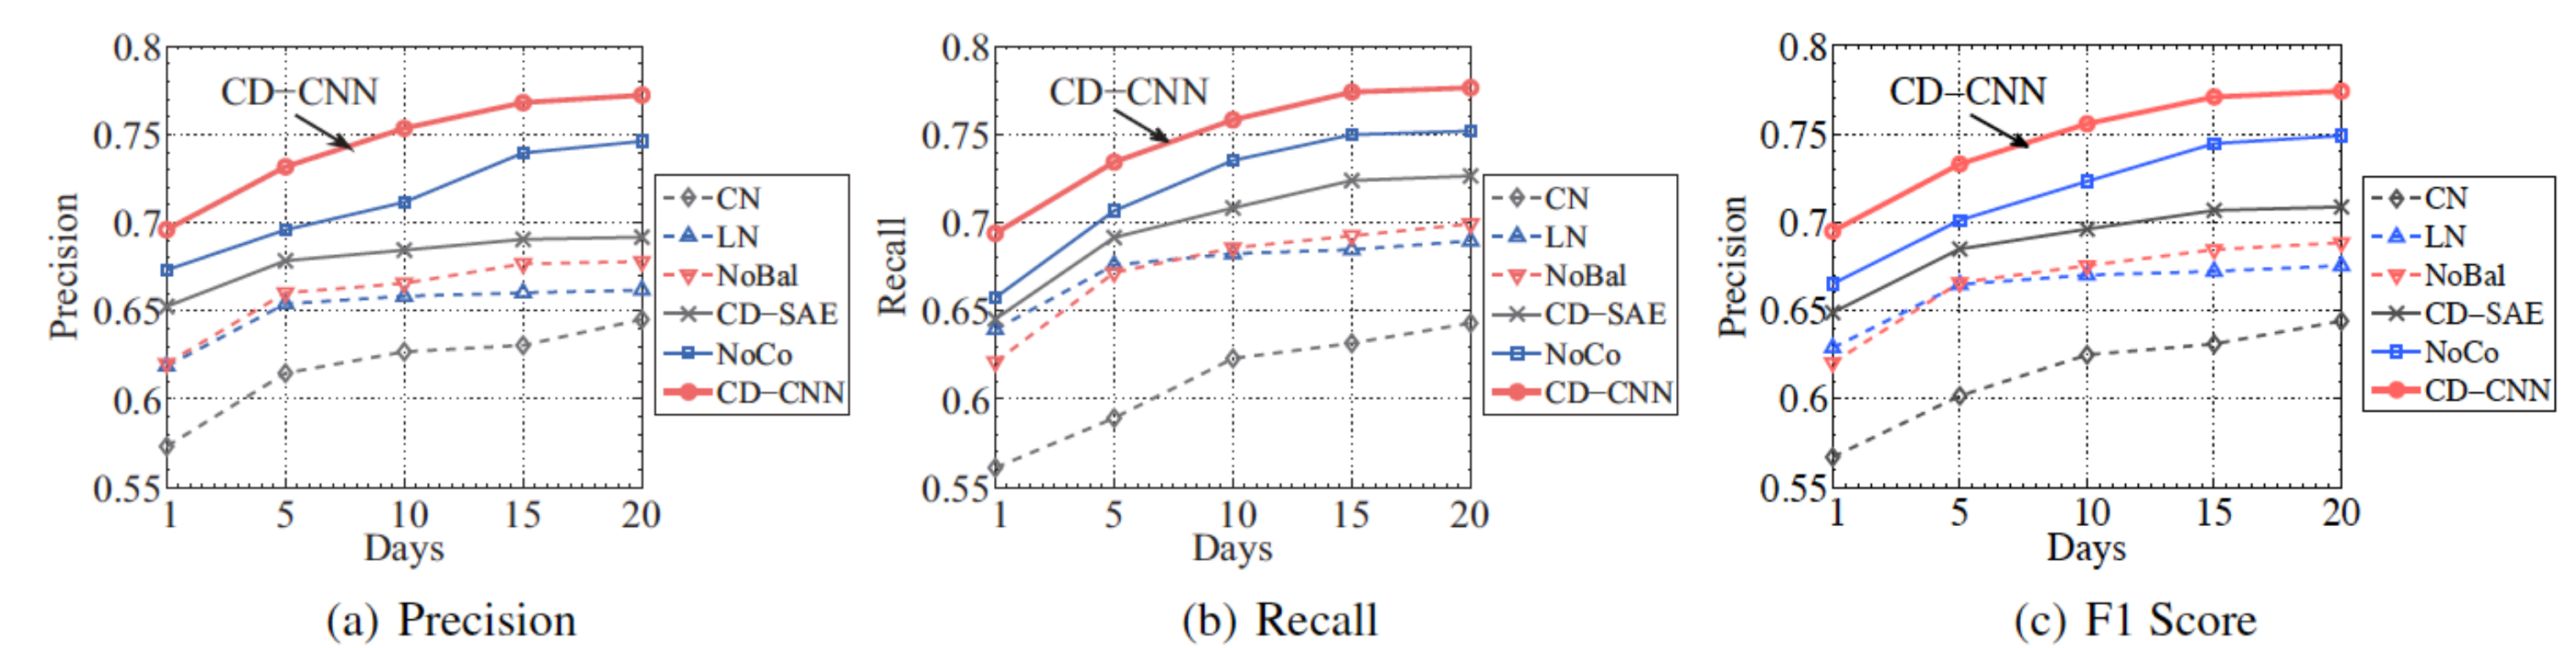 0.8
0.75
0.7
0.65
0.6
0.55
Precision
CD−CNN
1 5 10 15 20
Days
CN
LN
NoBal
CD−SAE
NoCo
CD−CNN
(a) Precision
0.8
0.75
0.7
0.65
0.6
0.55
Recall
CD−CNN
1 5 10 15 20
Days
CN
LN
NoBal
CD−SAE
NoCo
CD−CNN
(b) Recall
0.8
0.75
0.7
0.65
0.6
0.55
Precision
CD−CNN
1 5 10 15 20
Days
CN
LN
NoBal
CD−SAE
NoCo
CD−CNN
(c) F1 Score